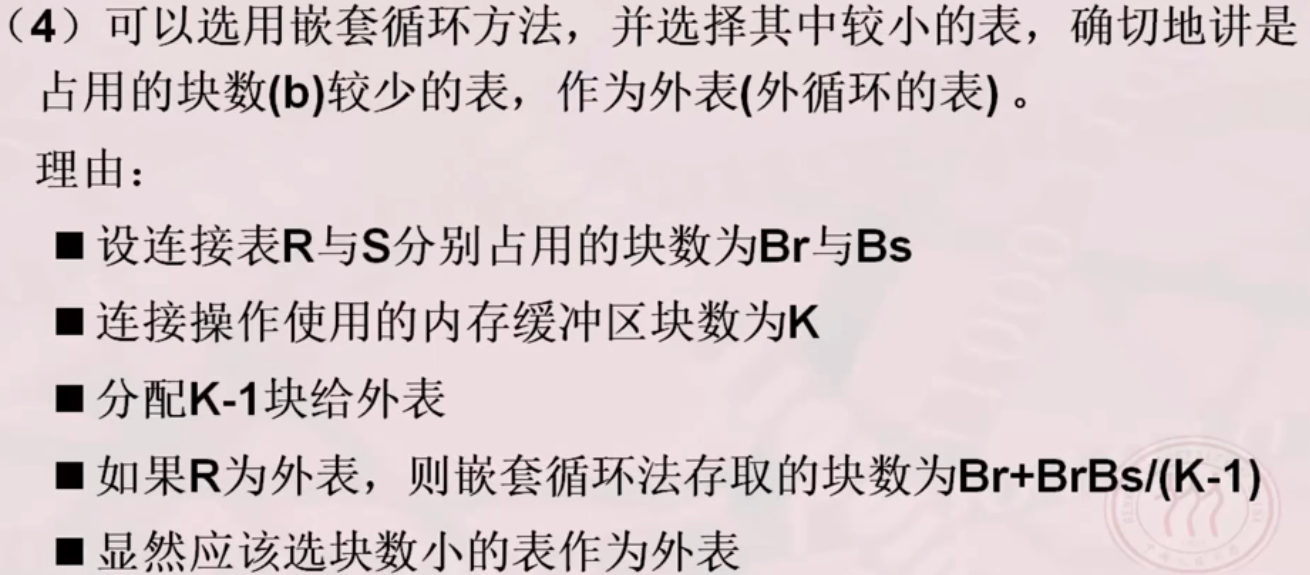 （4）可以选用嵌套循环方法，并选择其中较小的表，确切地讲是
占用的块数(b)较少的表，作为外表(外循环的表)。
理由：
■ 设连接表R与S分别占用的块数为Br与Bs
■ 连接操作使用的内存缓冲区块数为K
■ 分配K-1块给外表
■ 如果R为外表，则嵌套循环法存取的块数为Br+BrBs/(K-1)
■ 显然应该选块数小的表作为外表